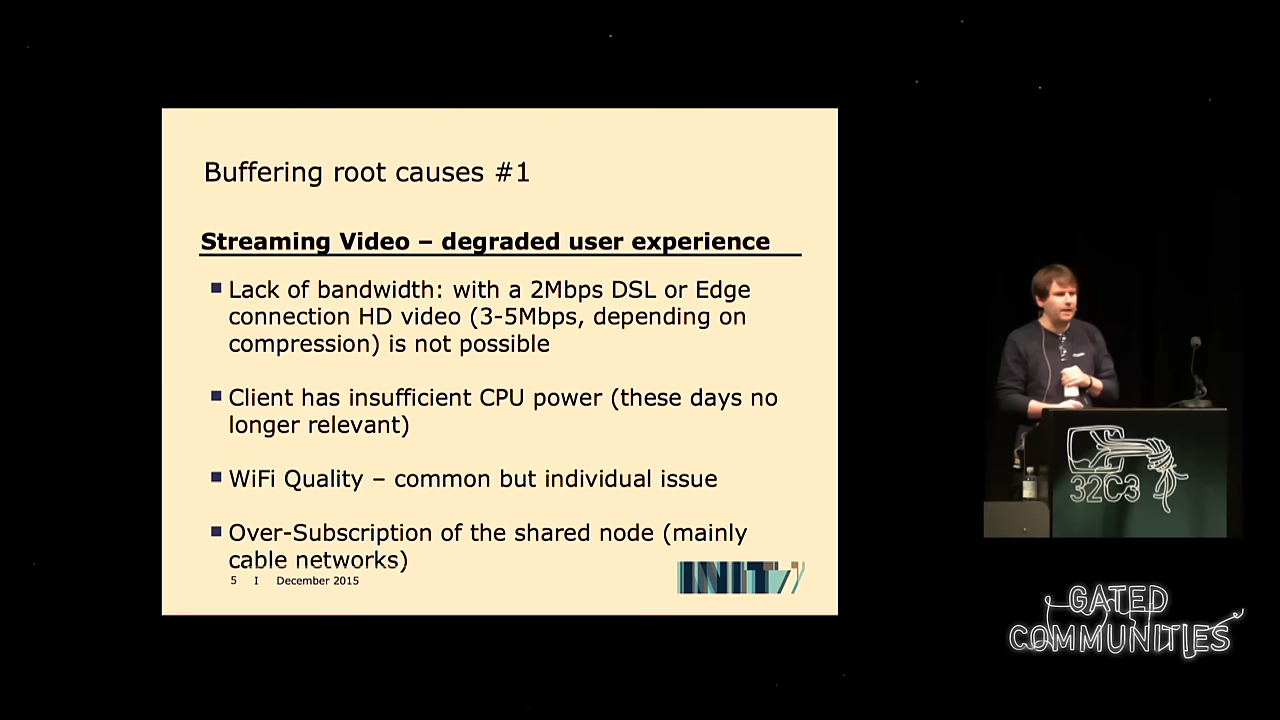 Buffering root causes #1
Streaming Video – degraded user experience
Lack of bandwidth: with a 2Mbps DSL or Edge
connection HD video (3-5Mbps, depending on
compression) is not possible
Client has insufficient CPU power (these days no
longer relevant)
WiFi Quality – common but individual issue
Over-Subscription of the shared node (mainly
cable networks)
5 I December 2015
INIT7
32C3
GATED
COMMUNITIES